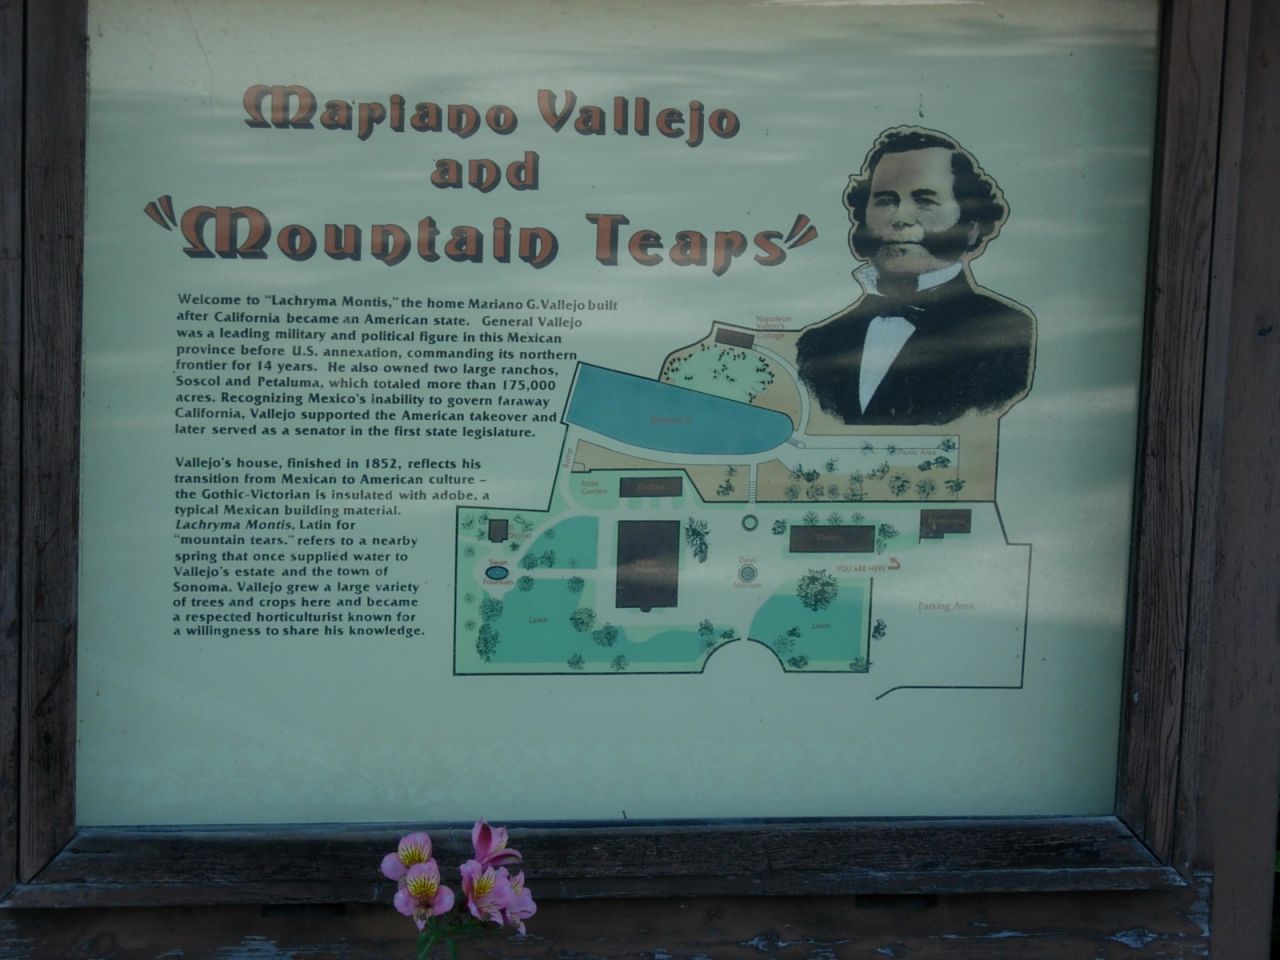 Mariano Vallejo
and
"Mountain Tears"
Welcome to "Lachryma Montis," the home Mariano G. Vallejo built
after California became an American state. General Vallejo
was a leading military and political figure in this Mexican
province before U.S. annexation, commanding its northern
frontier for 14 years. He also owned two large ranchos,
Soscol and Petaluma, which totaled more than 175,000
acres. Recognizing Mexico's inability to govern faraway
California, Vallejo supported the American takeover and
later served as a senator in the first state legislature.
Vallejo's house, finished in 1852, reflects his
transition from Mexican to American culture –
the Gothic-Victorian is insulated with adobe, a
typical Mexican building material.
Lachryma Montis. Latin for
"mountain tears." refers to a nearby
spring that once supplied water to
Vallejo's estate and the town of
Sonoma. Vallejo grew a large variety
of trees and crops here and became
a respected horticulturist known for
a willingness to share his knowledge.
Napoleon
Vallejo's
Cottage
Reservoir
Picnic Area
Ramp
Rose
Garden
Kitchen
Swan
Fountain
Devil
Fountain
Chalet
YOU ARE HERE
Lawn
Lawn
Parking Area